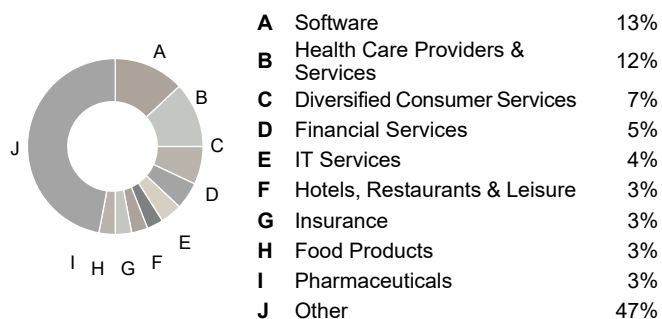 A
B
C
D
E
F
G
H
I
J
A Software 13%
B Health Care Providers &
Services 12%
C Diversified Consumer Services 7%
D Financial Services 5%
E IT Services 4%
F Hotels, Restaurants & Leisure 3%
G Insurance 3%
H Food Products 3%
I Pharmaceuticals 3%
J Other 47%